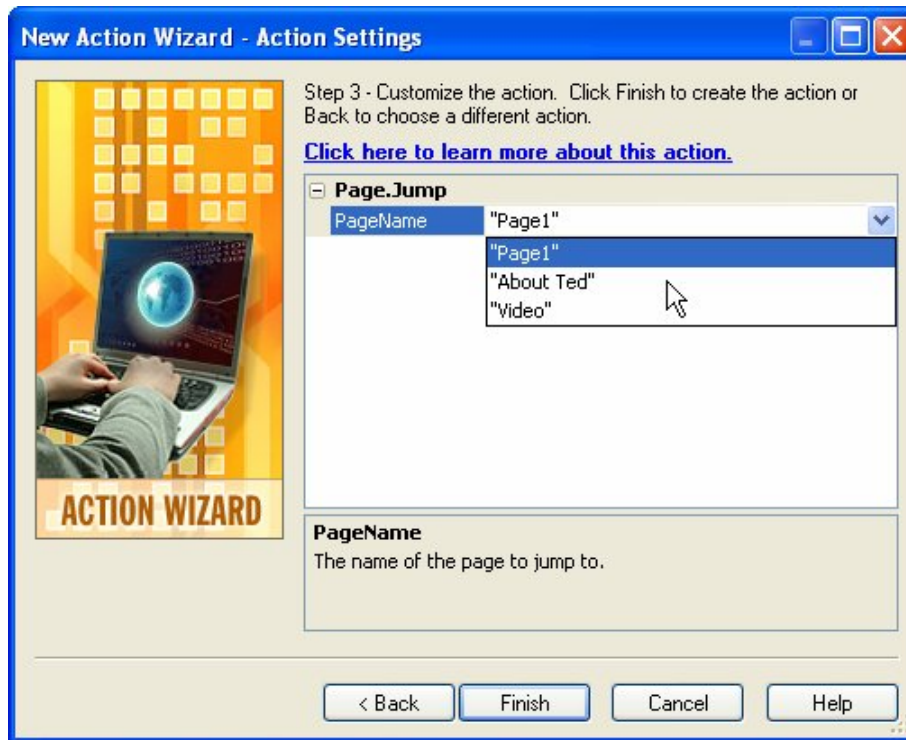 New Action Wizard - Action Settings
Step 3 - Customize the action. Click Finish to create the action or
Back to choose a different action.
Click here to learn more about this action.
Page.Jump
PageName "Page1"
"Page1"
"About Ted"
"Video"
ACTION WIZARD
PageName
The name of the page to jump to.
< Back Finish Cancel Help